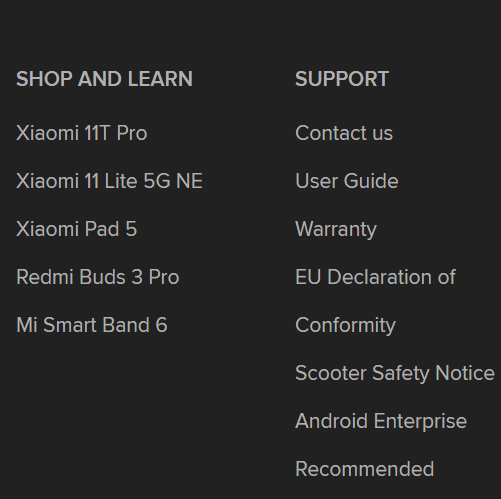 SHOP AND LEARN
Xiaomi 11T Pro
Xiaomi 11 Lite 5G NE
Xiaomi Pad 5
Redmi Buds 3 Pro
Mi Smart Band 6
SUPPORT
Contact us
User Guide
Warranty
EU Declaration of
Conformity
Scooter Safety Notice
Android Enterprise
Recommended